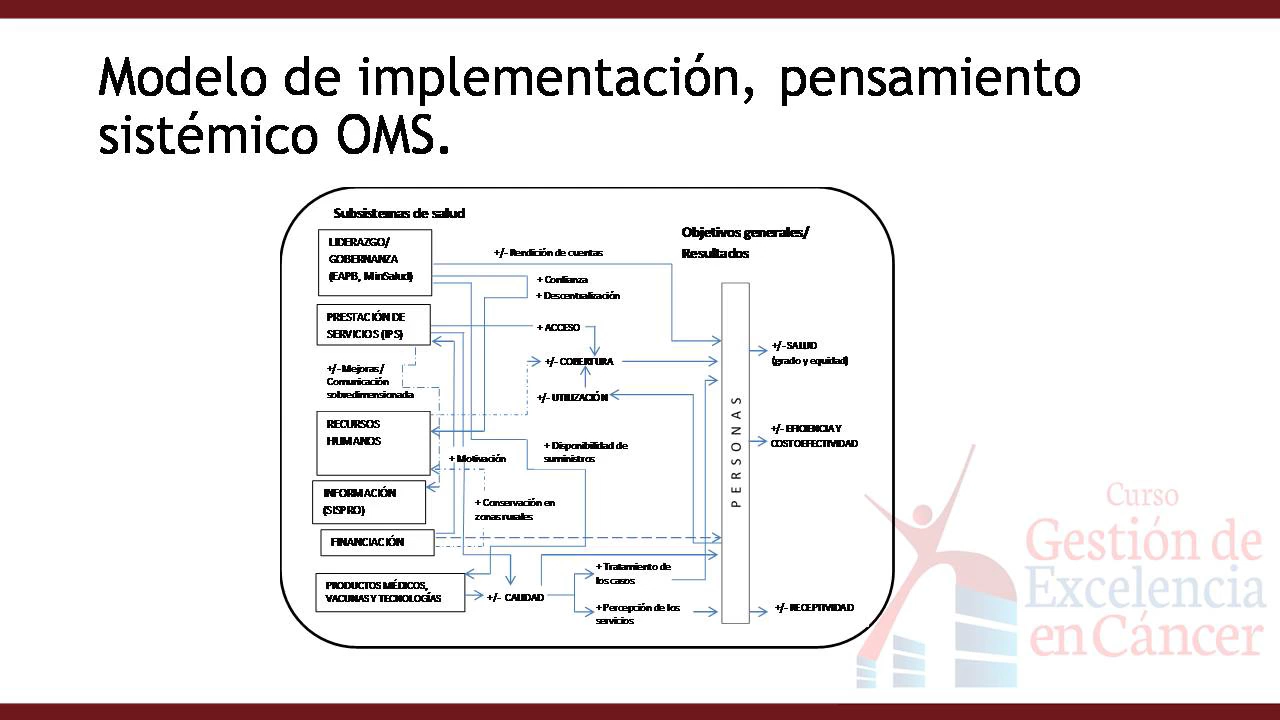 Modelo de implementación, pensamiento
sistémico OMS.
Subsistemas de salud
Objetivos generales/
Resultados
LIDERAZGO/
GOBERNANZA
(EAPB, MinSalud)
+/- Rendición de cuentas
+ Confianza
+ Descentralización
PRESTACIÓN DE
SERVICIOS (IPS)
+ ACCESO
+/- COBERTURA
+/- UTILIZACIÓN
+/- Mejoras/
Comunicación
sobredimensionada
RECURSOS
HUMANOS
+ Motivación
+ Disponibilidad de
suministros
INFORMACIÓN
(SISPRO)
+ Conservación en
zonas rurales
FINANCIACIÓN
PRODUCTOS MÉDICOS,
VACUNAS Y TECNOLOGÍAS
+/- CALIDAD
+ Tratamiento de
los casos
+ Percepción de los
servicios
PERSONAS
+/- SALUD
(grado y equidad)
+/- EFICIENCIA Y
COSTOEFECTIVIDAD
+/- RECEPTIVIDAD
Curso
Gestión de
Excelencia
en Cáncer